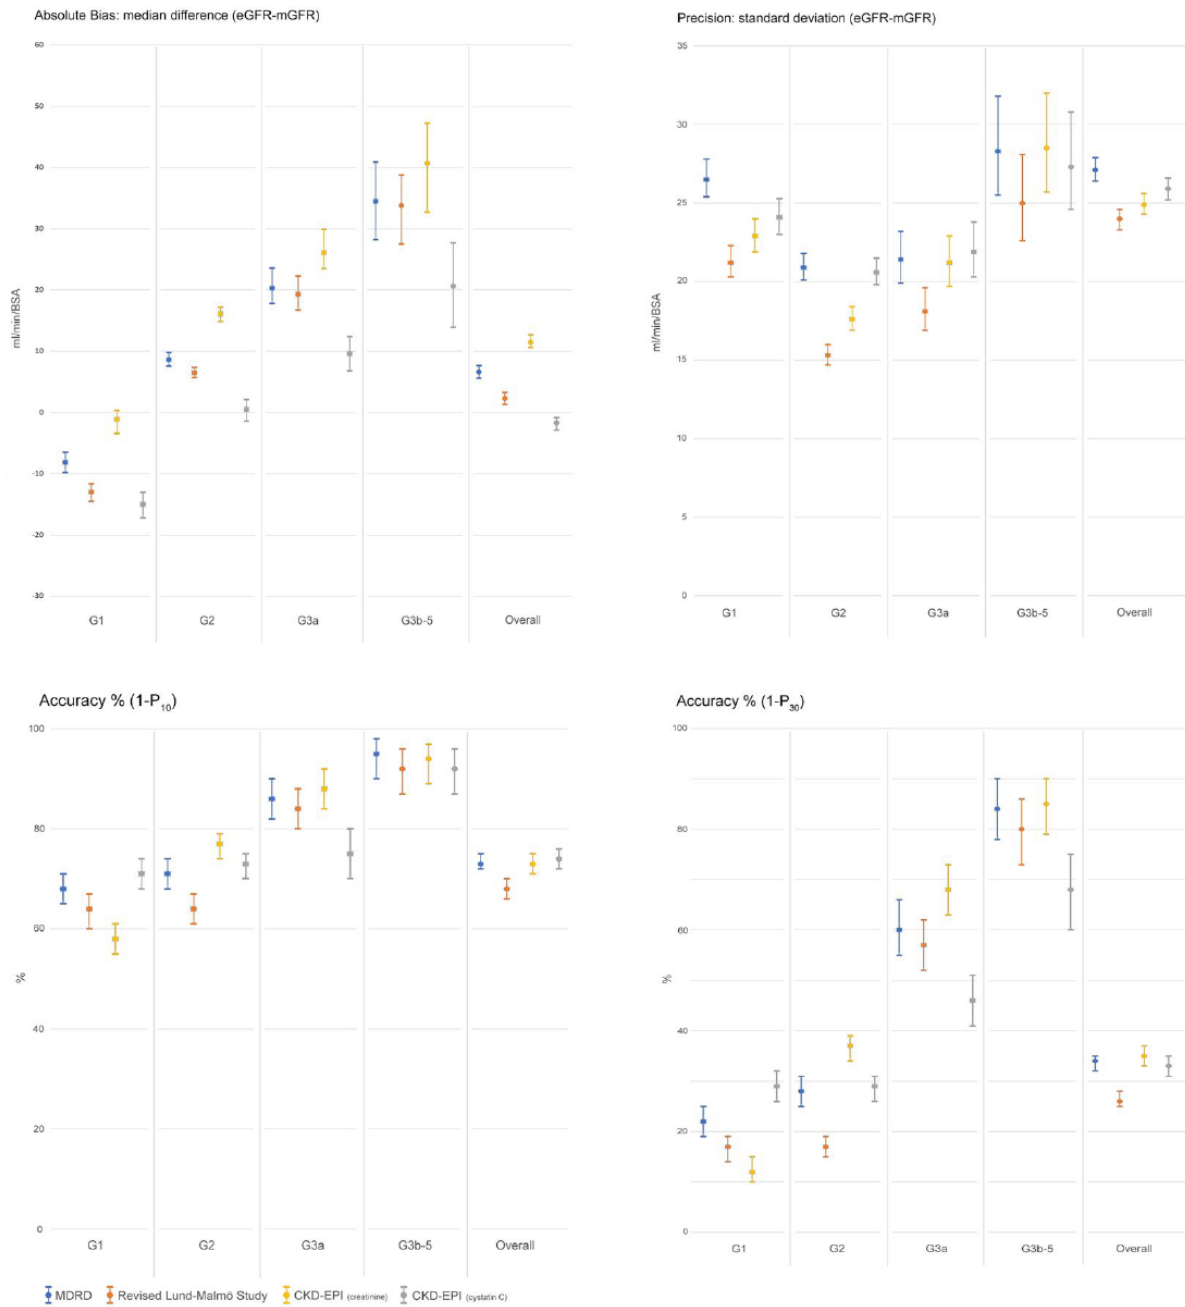 Absolute Bias: median difference (eGFR-mGFR)
60
50
40
30
20
10
0
-10
-20
-30
ml/min/BSA
G1 G2 G3a G3b-5 Overall
Precision: standard deviation (eGFR-mGFR)
35
30
25
20
15
10
5
0
ml/min/BSA
G1 G2 G3a G3b-5 Overall
Accuracy % (1-P10)
100
80
60
40
20
0
%
G1 G2 G3a G3b-5 Overall
Accuracy % (1-P30)
100
80
60
40
20
0
%
G1 G2 G3a G3b-5 Overall
MDRD Revised Lund-Malmö Study CKD-EPI (creatinine) CKD-EPI (cystatin C)